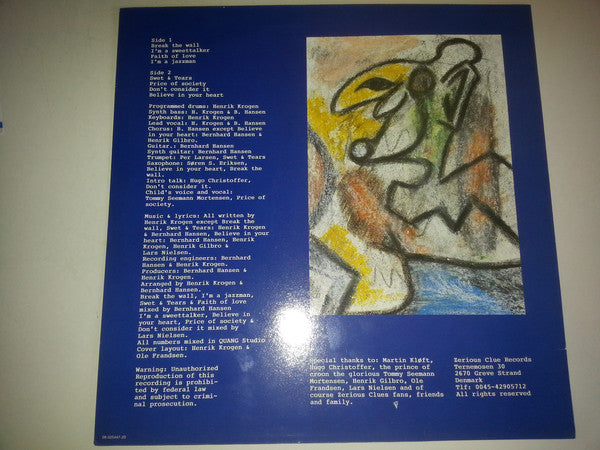 Side 1
Break the wall
I'm a sweettalker
Faith of love
I'm a jazzman
Side 2
Swet & Tears
Price of society
Don't consider it
Believe in your heart
Programmed drums: Henrik Krogen
Synth bass: H. Krogen & B. Hansen
Keyboards: Henrik Krogen
Lead vocal: H. Krogen & B. Hansen
Chorus: B. Hansen except Believe
in your heart: Bernhard Hansen &
Henrik Gilbro.
Guitar.: Bernhard Hansen
Synth guitar: Bernhard Hansen
Trumpet: Per Larsen, Swet & Tears
Saxophone: Søren S. Eriksen,
Believe in your heart, Break the
wall.
Intro talk: Hugo Christoffer,
Don't consider it.
Child's voice and vocal:
Tommy Seemann Mortensen, Price of
society.
Music & lyrics: All written by
Henrik Krogen except Break the
wall, Swet & Tears: Henrik Krogen
& Bernhard Hansen, Believe in your
heart: Bernhard Hansen, Henrik
Krogen, Henrik Gilbro &
Lars Nielsen.
Recording engineers: Bernhard
Hansen & Henrik Krogen.
Producers: Bernhard Hansen &
Henrik Krogen.
Arranged by Henrik Krogen &
Bernhard Hansen.
Break the wall, I'm a jazzman,
Swet & Tears & Faith of love
mixed by Bernhard Hansen
I'm a sweettalker, Believe in
your heart, Price of society &
Don't consider it mixed by
Lars Nielsen.
All numbers mixed in QUANG Studio
Cover layout: Henrik Krogen &
Ole Frandsen.
Warning: Unauthorized
Reproduction of this
recording is prohibi-
ted by federal law
and subject to crimi-
nal prosecution.
Special thanks to: Martin Kløft,
Hugo Christoffer, the prince of
croon the glorious Tommy Seemann
Mortensen, Henrik Gilbro, Ole
Frandsen, Lars Nielsen and of
course Zerious Clues fans, friends
and family.
Zerious Clue Records
Ternemosen 30
2670 Greve Strand
Denmark
Tlf: 0045-42905712
All rights reserved